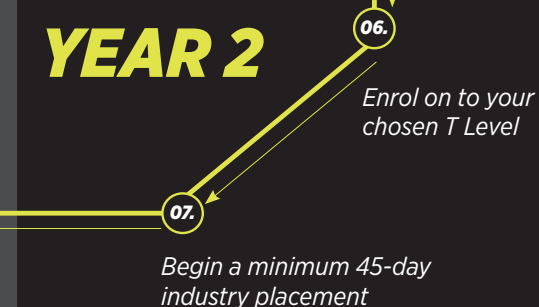 YEAR 2
06.
Enrol on to your
chosen T Level
07.
Begin a minimum 45-day
industry placement